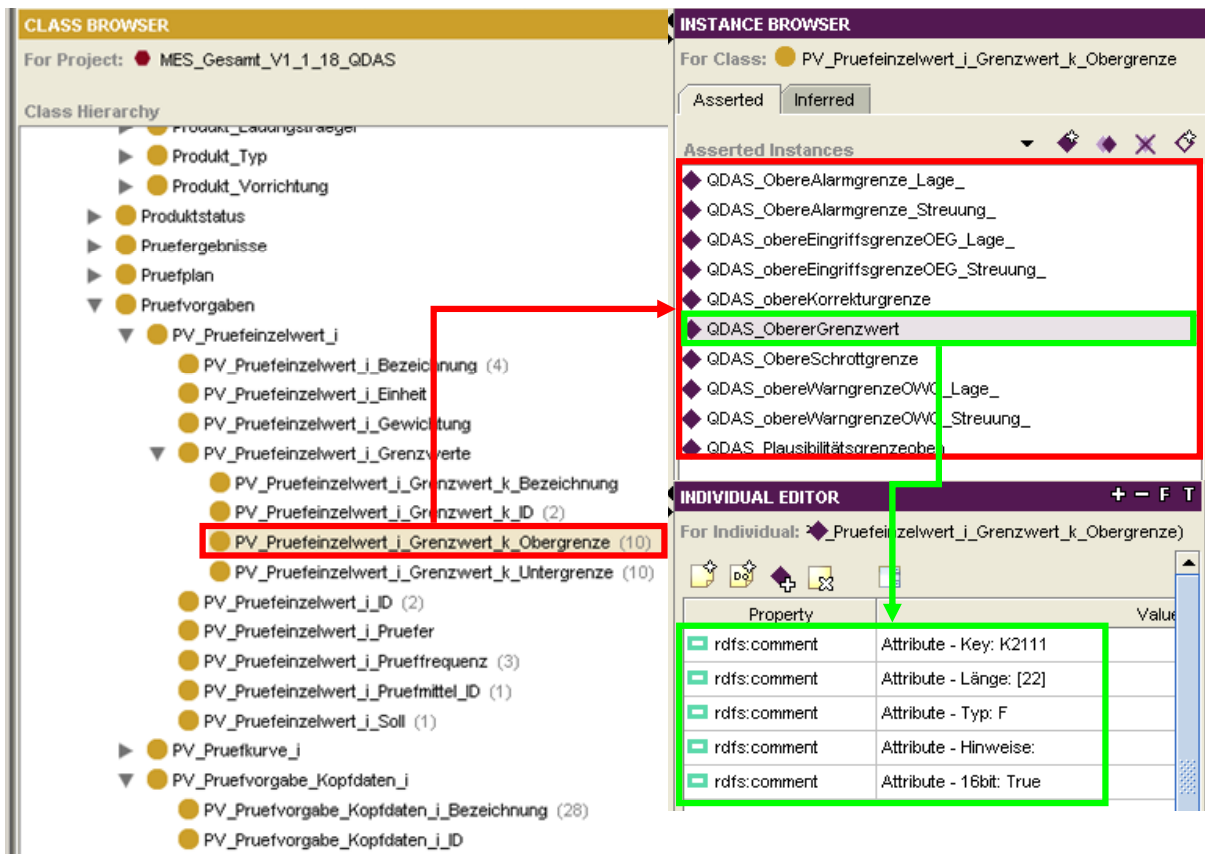 CLASS BROWSER
For Project: MES_Gesamt_V1_1_18_QDAS
Class Hierarchy
Produkt_Ladungstraeger
Produkt_Typ
Produkt_Vorrichtung
Produktstatus
Pruefergebnisse
Pruefplan
Pruefvorgaben
PV_Pruefeinzelwert_i
PV_Pruefeinzelwert_i_Bezeichnung (4)
PV_Pruefeinzelwert_i_Einheit
PV_Pruefeinzelwert_i_Gewichtung
PV_Pruefeinzelwert_i_Grenzwerte
PV_Pruefeinzelwert_i_Grenzwert_k_Bezeichnung
PV_Pruefeinzelwert_i_Grenzwert_k_ID (2)
PV_Pruefeinzelwert_i_Grenzwert_k_Obergrenze (10)
PV_Pruefeinzelwert_i_Grenzwert_k_Untergrenze (10)
PV_Pruefeinzelwert_i_ID (2)
PV_Pruefeinzelwert_i_Pruefer
PV_Pruefeinzelwert_i_Prueffrequenz (3)
PV_Pruefeinzelwert_i_Pruefmittel_ID (1)
PV_Pruefeinzelwert_i_Soll (1)
PV_Pruefkurve_i
PV_Pruefvorgabe_Kopfdaten_i
PV_Pruefvorgabe_Kopfdaten_i_Bezeichnung (28)
PV_Pruefvorgabe_Kopfdaten_i_ID
INSTANCE BROWSER
For Class: PV_Pruefeinzelwert_i_Grenzwert_k_Obergrenze
Asserted Inferred
Asserted Instances
QDAS_ObereAlarmgrenze_Lage_
QDAS_ObereAlarmgrenze_Streuung_
QDAS_obereEingriffsgrenzeOEG_Lage_
QDAS_obereEingriffsgrenzeOEG_Streuung_
QDAS_obereKorrekturgrenze
QDAS_ObererGrenzwert
QDAS_ObereSchrottgrenze
QDAS_obereWarngrenzeOWG_Lage_
QDAS_obereWarngrenzeOWG_Streuung_
QDAS_Plausibilitätsgrenzeoben
INDIVIDUAL EDITOR + − F T
For Individual: _Pruefeinzelwert_i_Grenzwert_k_Obergrenze)
Property Value
rdfs:comment Attribute - Key: K2111
rdfs:comment Attribute - Länge: [22]
rdfs:comment Attribute - Typ: F
rdfs:comment Attribute - Hinweise:
rdfs:comment Attribute - 16bit: True